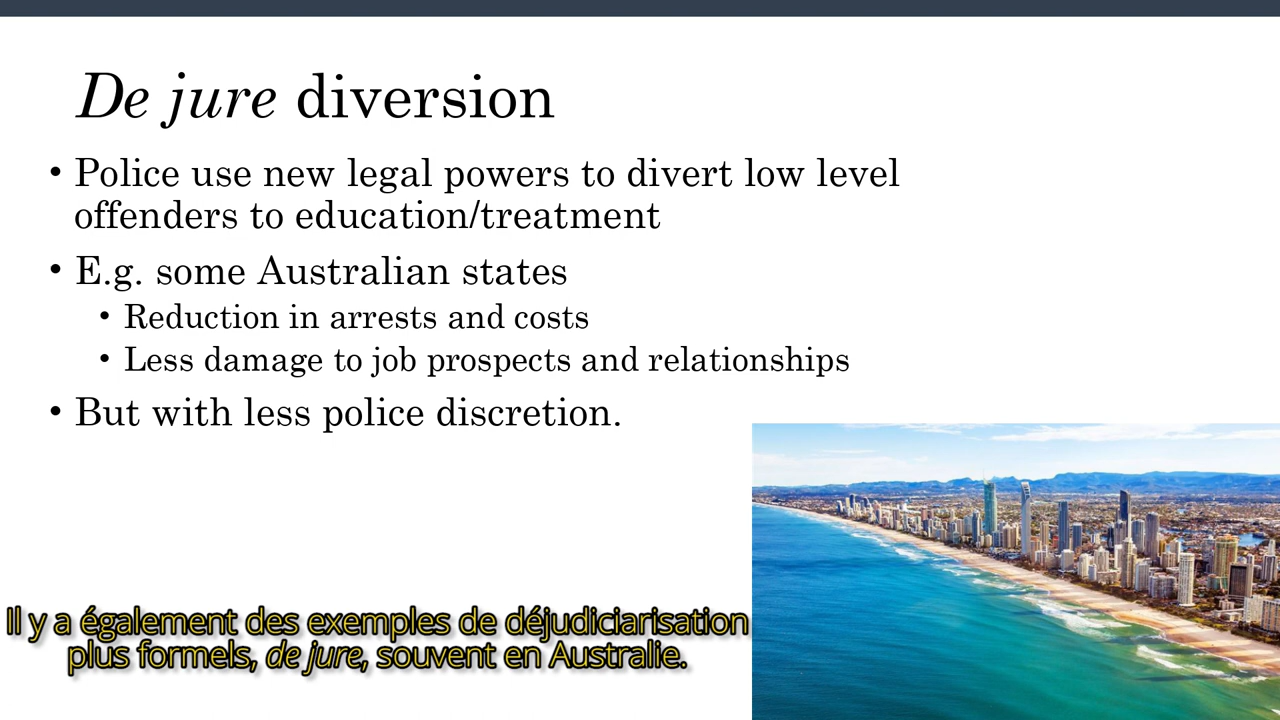 De jure diversion
• Police use new legal powers to divert low level
offenders to education/treatment
• E.g. some Australian states
• Reduction in arrests and costs
• Less damage to job prospects and relationships
• But with less police discretion.
Il y a également des exemples de déjudiciarisation
plus formels, de jure, souvent en Australie.